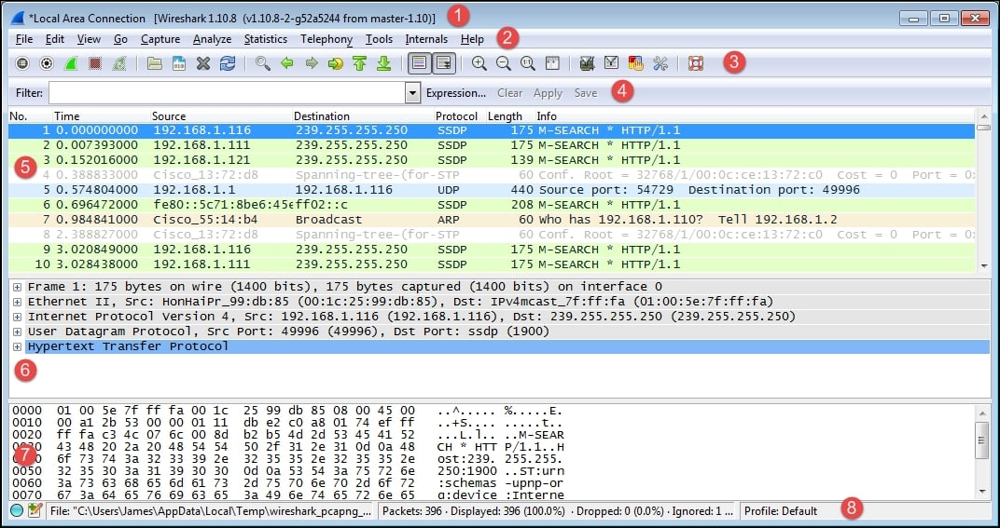 *Local Area Connection [Wireshark 1.10.8 (v1.10.8-2-g52a5244 from master-1.10)] 1
File Edit View Go Capture Analyze Statistics Telephony Tools Internals Help 2
3
Filter: Expression... Clear Apply Save 4
No. Time Source Destination Protocol Length Info
1 0.000000000 192.168.1.116 239.255.255.250 SSDP 175 M-SEARCH * HTTP/1.1
2 0.007393000 192.168.1.111 239.255.255.250 SSDP 175 M-SEARCH * HTTP/1.1
3 0.152016000 192.168.1.121 239.255.255.250 SSDP 139 M-SEARCH * HTTP/1.1
5
4 0.388833000 Cisco_13:72:d8 Spanning-tree-(for-STP 60 Conf. Root = 32768/1/00:0c:ce:13:72:c0 Cost = 0 Port = 0x
5 0.574804000 192.168.1.1 192.168.1.116 UDP 440 Source port: 54729 Destination port: 49996
6 0.696472000 fe80::5c71:8be6:45e ff02::c SSDP 208 M-SEARCH * HTTP/1.1
7 0.984841000 Cisco_55:14:b4 Broadcast ARP 60 Who has 192.168.1.110? Tell 192.168.1.2
8 2.388827000 Cisco_13:72:d8 Spanning-tree-(for-STP 60 Conf. Root = 32768/1/00:0c:ce:13:72:c0 Cost = 0 Port = 0x
9 3.020849000 192.168.1.116 239.255.255.250 SSDP 175 M-SEARCH * HTTP/1.1
10 3.028438000 192.168.1.111 239.255.255.250 SSDP 175 M-SEARCH * HTTP/1.1
Frame 1: 175 bytes on wire (1400 bits), 175 bytes captured (1400 bits) on interface 0
Ethernet II, Src: HonHaiPr_99:db:85 (00:1c:25:99:db:85), Dst: IPv4mcast_7f:ff:fa (01:00:5e:7f:ff:fa)
Internet Protocol Version 4, Src: 192.168.1.116 (192.168.1.116), Dst: 239.255.255.250 (239.255.255.250)
User Datagram Protocol, Src Port: 49996 (49996), Dst Port: ssdp (1900)
Hypertext Transfer Protocol
6
0000 01 00 5e 7f ff fa 00 1c 25 99 db 85 08 00 45 00 ..^..... %.....E.
0010 00 a1 2b 53 00 00 01 11 db e2 c0 a8 01 74 ef ff ..+S.... .....t..
0020 ff fa c3 4c 07 6c 00 8d b2 b5 4d 2d 53 45 41 52 ...L.l.. ..M-SEAR
43 48 20 2a 20 48 54 54 50 2f 31 2e 31 0d 0a 48 CH * HTT P/1.1..H
7 6f 73 74 3a 32 33 39 2e 32 35 35 2e 32 35 35 2e ost:239. 255.255.
0050 32 35 30 3a 31 39 30 30 0d 0a 53 54 3a 75 72 6e 250:1900 ..ST:urn
0060 3a 73 63 68 65 6d 61 73 2d 75 70 6e 70 2d 6f 72 :schemas -upnp-or
0070 67 3a 64 65 76 69 63 65 3a 49 6e 74 65 72 6e 65 g:device :Interne
File: "C:\Users\James\AppData\Local\Temp\wireshark_pcapng_... Packets: 396 · Displayed: 396 (100.0%) · Dropped: 0 (0.0%) · Ignored: 1 ... Profile: Default 8